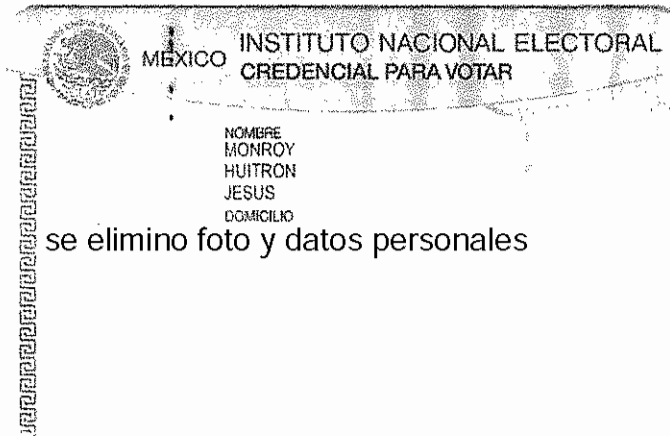 MÉXICO INSTITUTO NACIONAL ELECTORAL
CREDENCIAL PARA VOTAR
NOMBRE
MONROY
HUITRON
JESUS
DOMICILIO
se elimino foto y datos personales